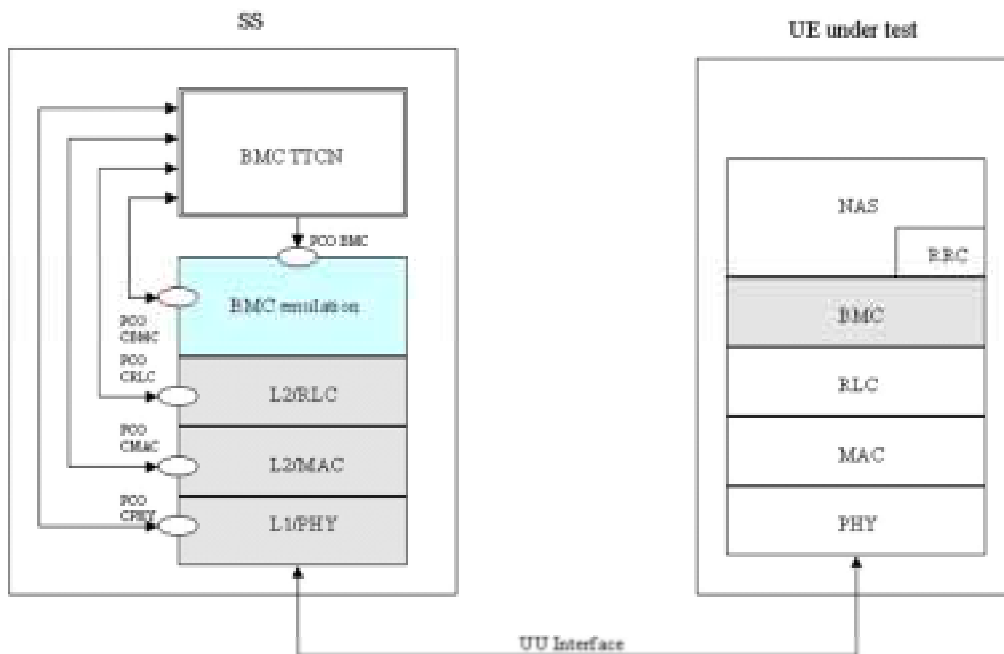 SS
UE under test
BMC TTCN
PCO BMC
BMC emulation
PCO
CBMC
PCO
CRLC
L2/RLC
PCO
CMAC
L2/MAC
PCO
CPHY
L1/PHY
NAS
RRC
BMC
RLC
MAC
PHY
UU Interface